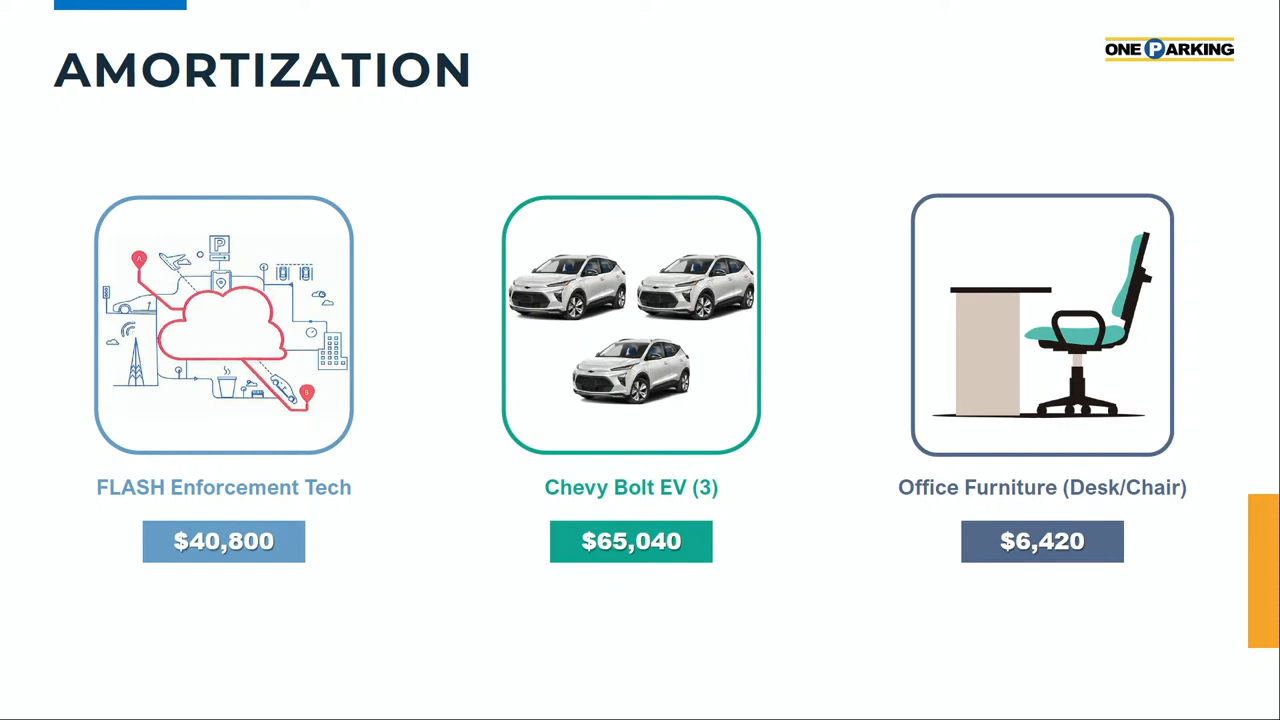 AMORTIZATION
ONE PARKING
A
P
B
FLASH Enforcement Tech
Chevy Bolt EV (3)
Office Furniture (Desk/Chair)
$40,800
$65,040
$6,420